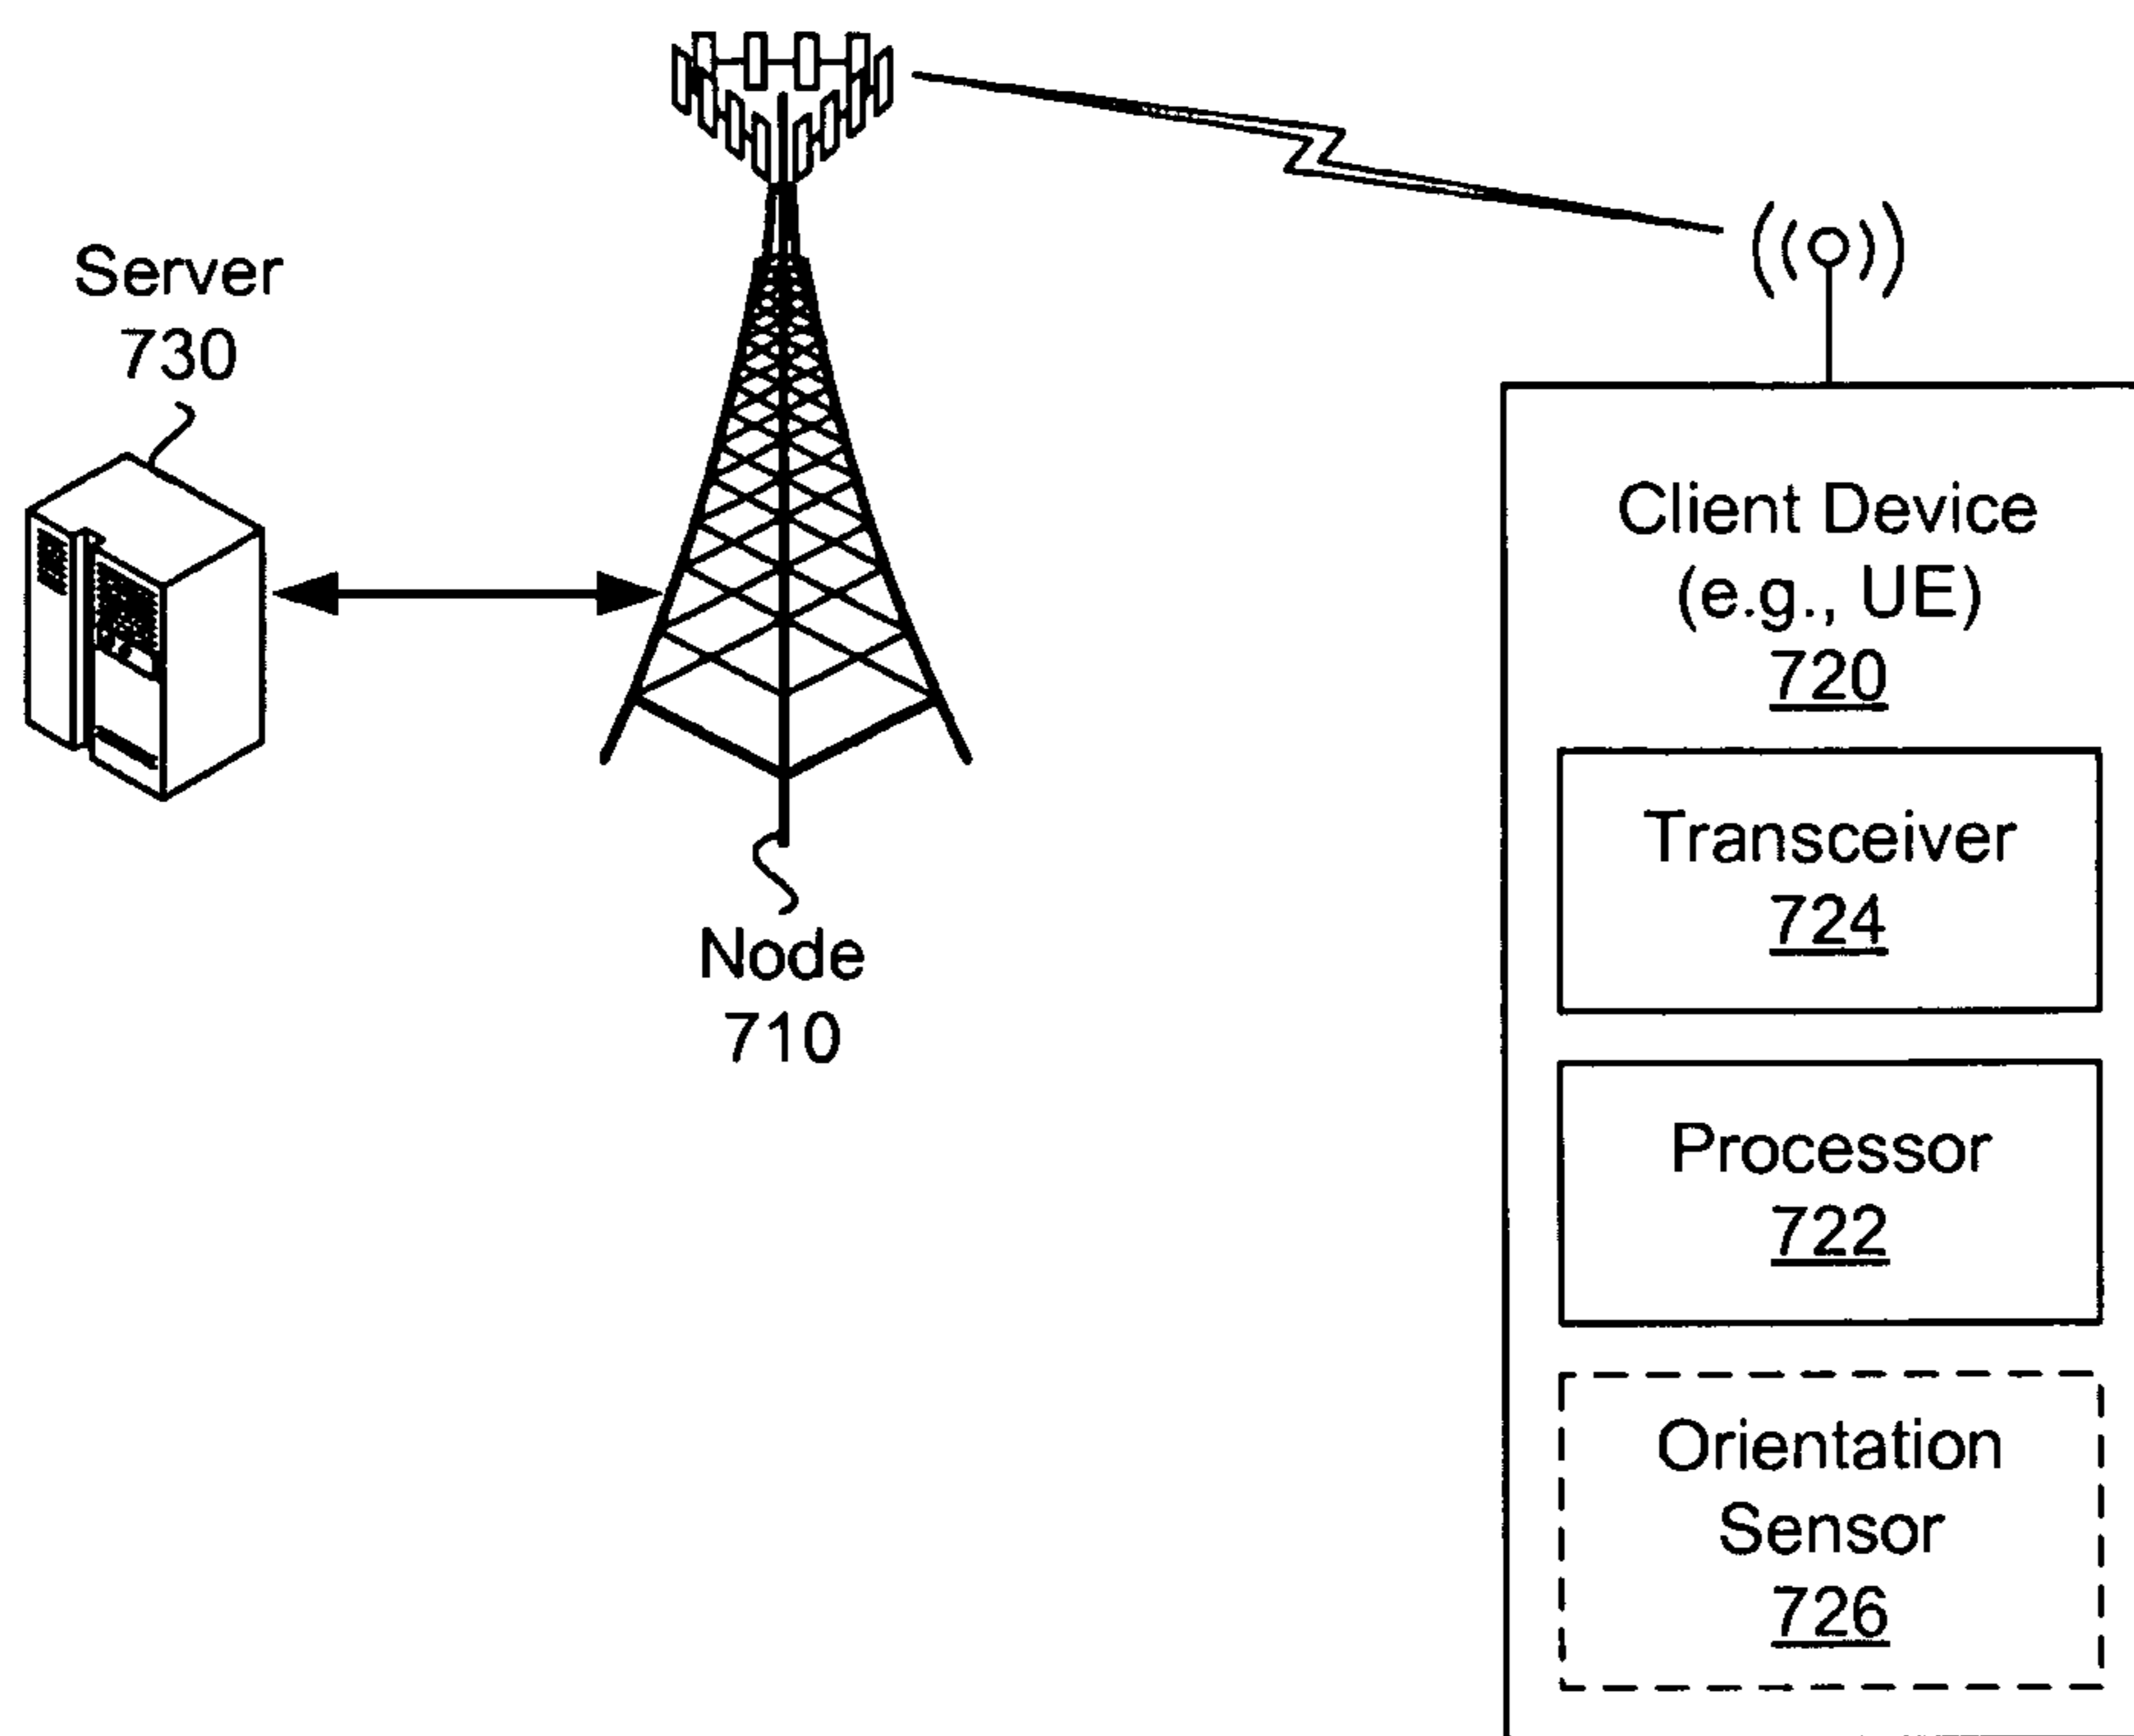 Server
730
Node
710
Client Device
(e.g., UE)
720
Transceiver
724
Processor
722
Orientation
Sensor
726